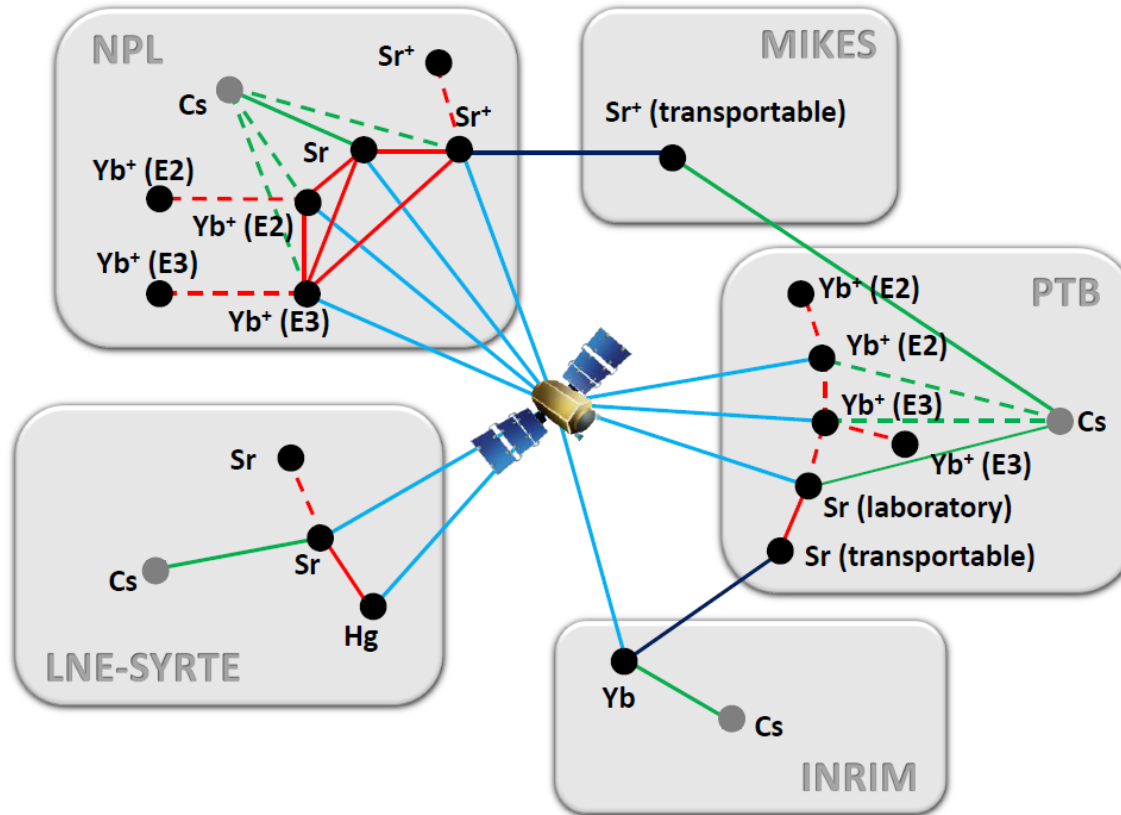 NPL
Sr⁺
Cs
Sr⁺
Sr
Yb⁺ (E2)
Yb⁺ (E2)
Yb⁺ (E3)
Yb⁺ (E3)
MIKES
Sr⁺ (transportable)
PTB
Yb⁺ (E2)
Yb⁺ (E2)
Yb⁺ (E3)
Cs
Yb⁺ (E3)
Sr (laboratory)
Sr (transportable)
Sr
Sr
Cs
Hg
LNE-SYRTE
Yb
Cs
INRIM